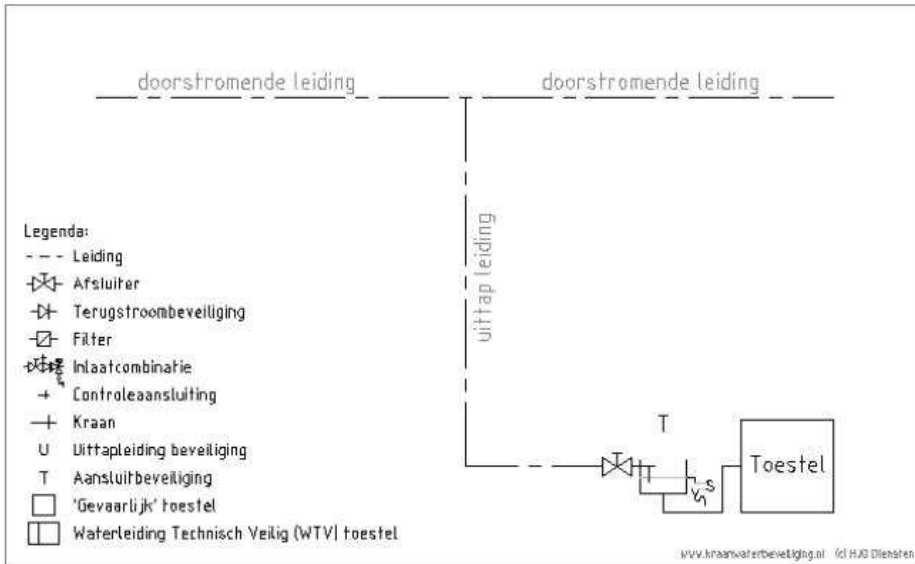 doorstromende leiding
doorstromende leiding
uittap leiding
Legenda:
Leiding
Afsluiter
Terugstroombeveiliging
Filter
Inlaatcombinatie
Controleaansluiting
Kraan
U Uittapleiding beveiliging
T Aansluitbeveiliging
'Gevaarlijk' toestel
Waterleiding Technisch Veilig (WTV) toestel
T
Toestel
www.kraanwaterbeveiliging.nl (c) HJO Diensten